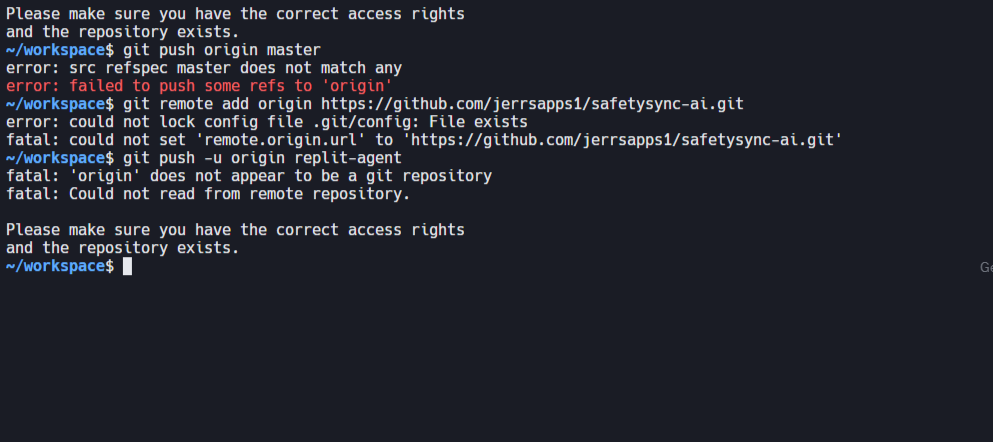 Please make sure you have the correct access rights
and the repository exists.
~/workspace$ git push origin master
error: src refspec master does not match any
error: failed to push some refs to 'origin'
~/workspace$ git remote add origin https://github.com/jerrsapps1/safetysync-ai.git
error: could not lock config file .git/config: File exists
fatal: could not set 'remote.origin.url' to 'https://github.com/jerrsapps1/safetysync-ai.git'
~/workspace$ git push -u origin replit-agent
fatal: 'origin' does not appear to be a git repository
fatal: Could not read from remote repository.

Please make sure you have the correct access rights
and the repository exists.
~/workspace$